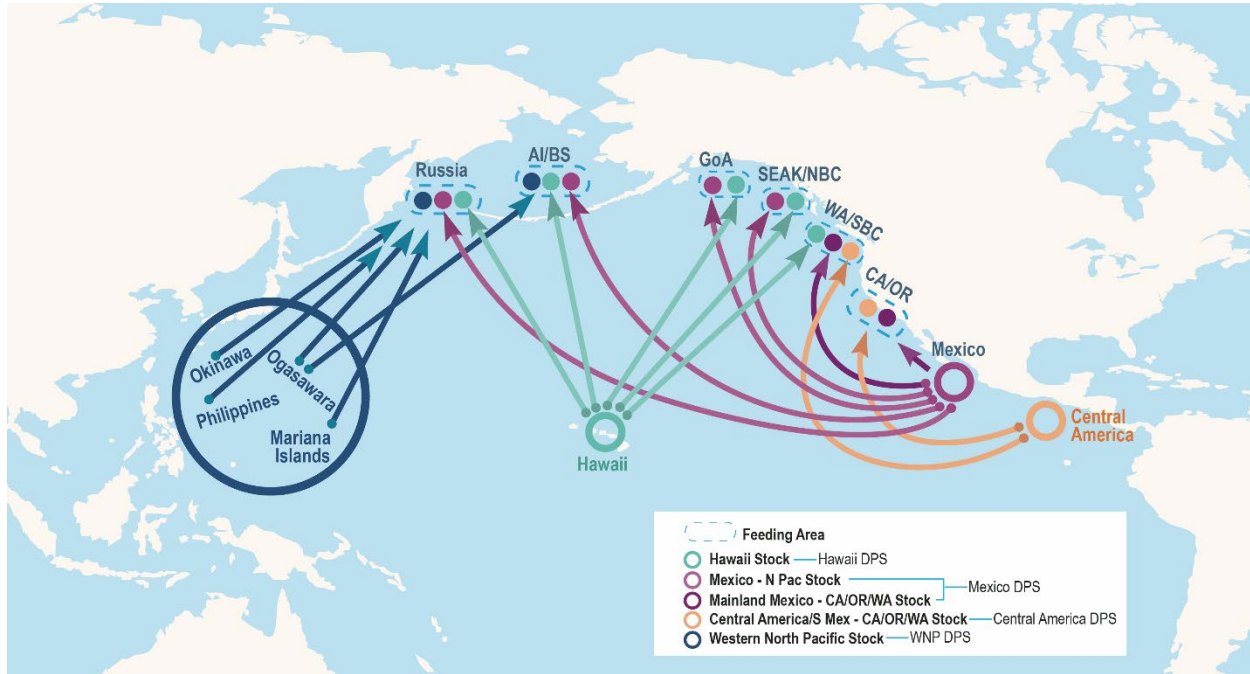 Russia
AI/BS
GoA
SEAK/NBC
WA/SBC
CA/OR
Mexico
Central
America
Okinawa
Ogasawara
Philippines
Mariana
Islands
Hawaii
Feeding Area
Hawaii Stock Hawaii DPS
Mexico - N Pac Stock
Mexico DPS
Mainland Mexico - CA/OR/WA Stock
Central America/S Mex - CA/OR/WA Stock Central America DPS
Western North Pacific Stock WNP DPS